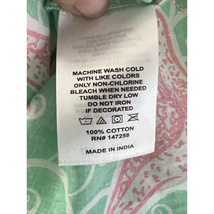 MACHINE WASH COLD
WITH LIKE COLORS
ONLY NON-CHLORINE
BLEACH WHEN NEEDED
TUMBLE DRY LOW
DO NOT IRON
IF DECORATED
100% COTTON
RN# 147258
MADE IN INDIA